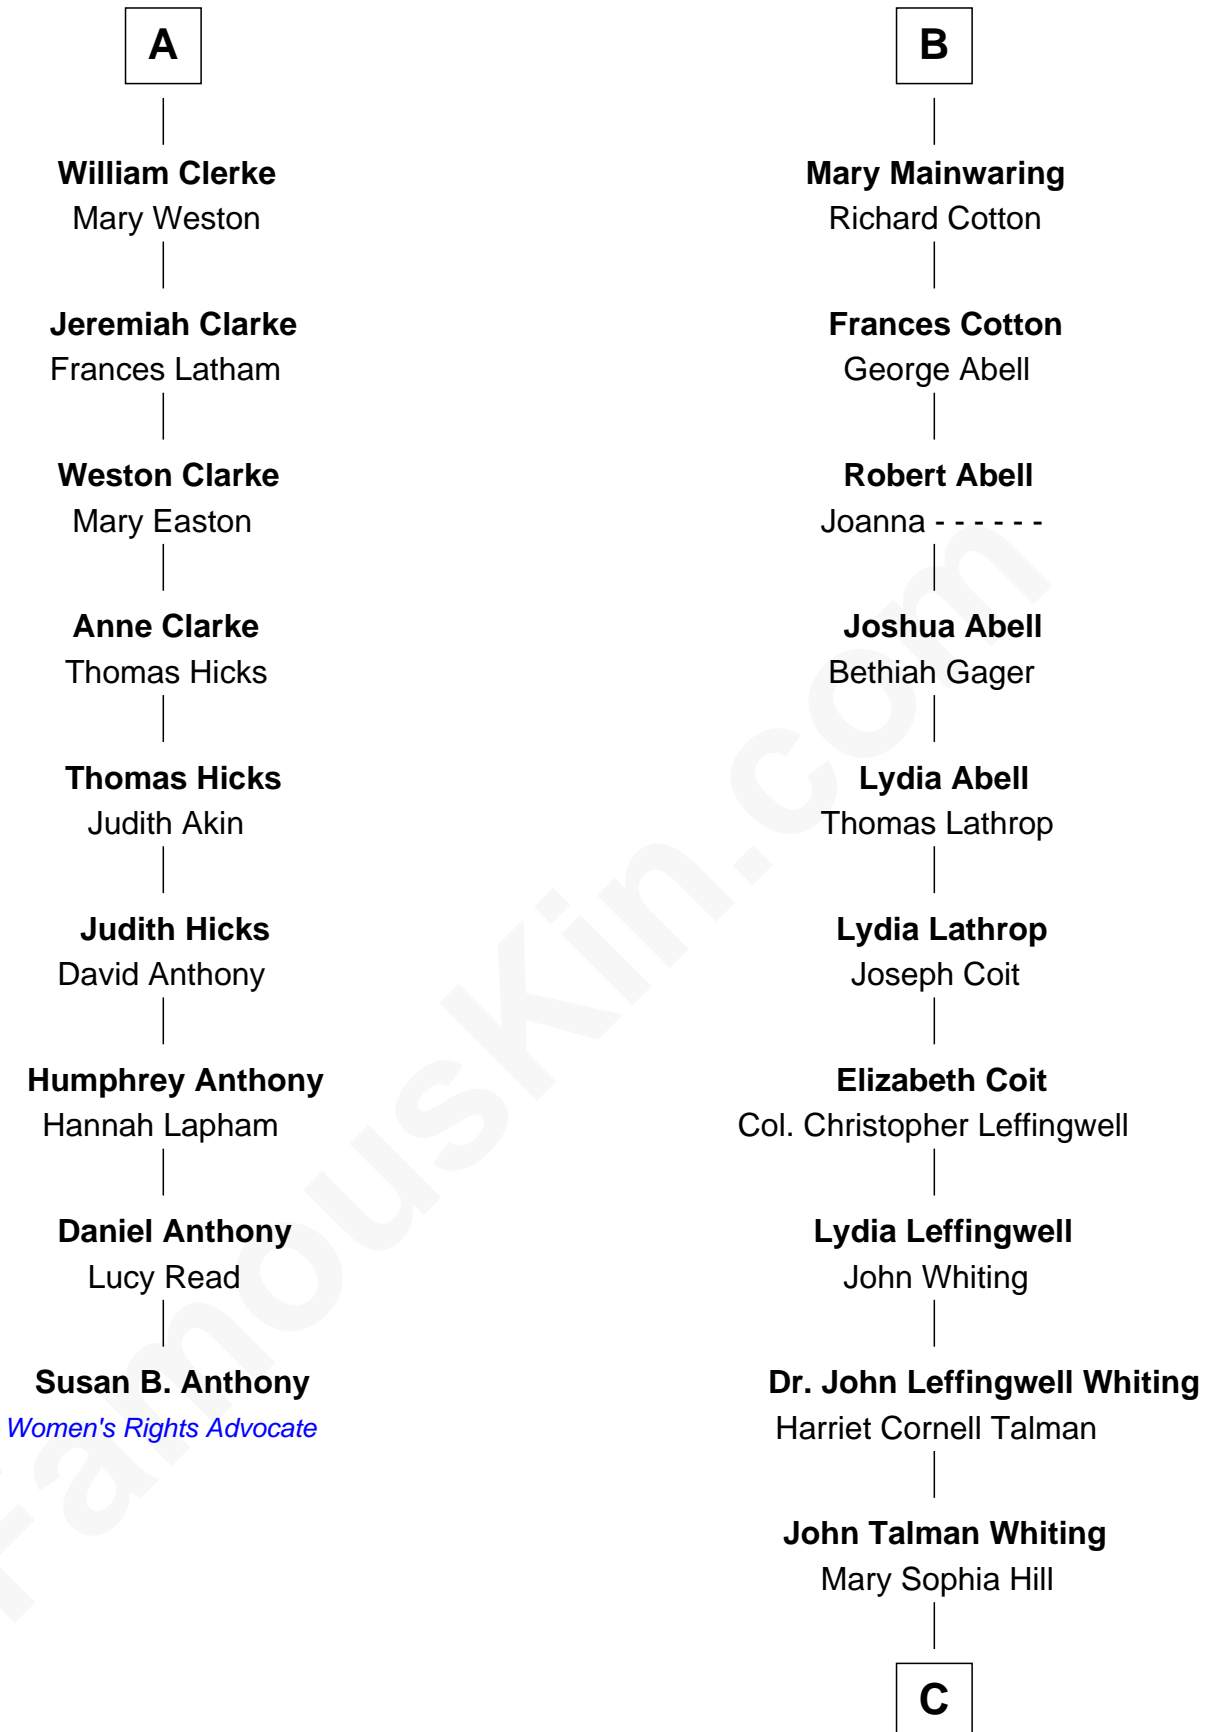 A
William Clerke
Mary Weston
Jeremiah Clarke
Frances Latham
Weston Clarke
Mary Easton
Anne Clarke
Thomas Hicks
Thomas Hicks
Judith Akin
Judith Hicks
David Anthony
Humphrey Anthony
Hannah Lapham
Daniel Anthony
Lucy Read
Susan B. Anthony
Women's Rights Advocate
B
Mary Mainwaring
Richard Cotton
Frances Cotton
George Abell
Robert Abell
Joanna - - - - - -
Joshua Abell
Bethiah Gager
Lydia Abell
Thomas Lathrop
Lydia Lathrop
Joseph Coit
Elizabeth Coit
Col. Christopher Leffingwell
Lydia Leffingwell
John Whiting
Dr. John Leffingwell Whiting
Harriet Cornell Talman
John Talman Whiting
Mary Sophia Hill
C
FamousKin.com